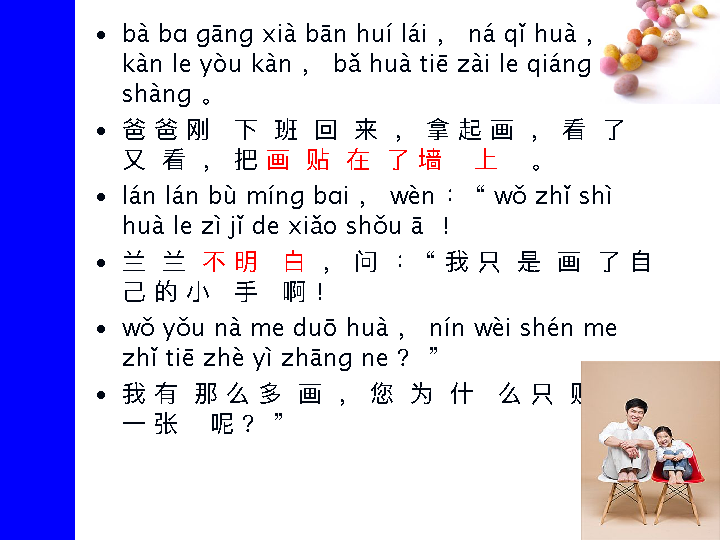 • bà ba gāng xià bān huí lái， ná qǐ huà，
kàn le yòu kàn， bǎ huà tiē zài le qiáng
shàng 。
• 爸爸刚 下 班 回 来 ， 拿起画 ， 看 了
又 看 ， 把画 贴 在 了墙 上 。
• lán lán bù míng bai， wèn：“ wǒ zhǐ shì
huà le zì jǐ de xiǎo shǒu ā ！
• 兰 兰 不明 白 ， 问 ：“我只 是 画 了自
己的小 手 啊！
• wǒ yǒu nà me duō huà， nín wèi shén me
zhǐ tiē zhè yì zhāng ne？ ”
• 我有 那么多 画 ， 您 为 什 么只
一张 呢？ ”